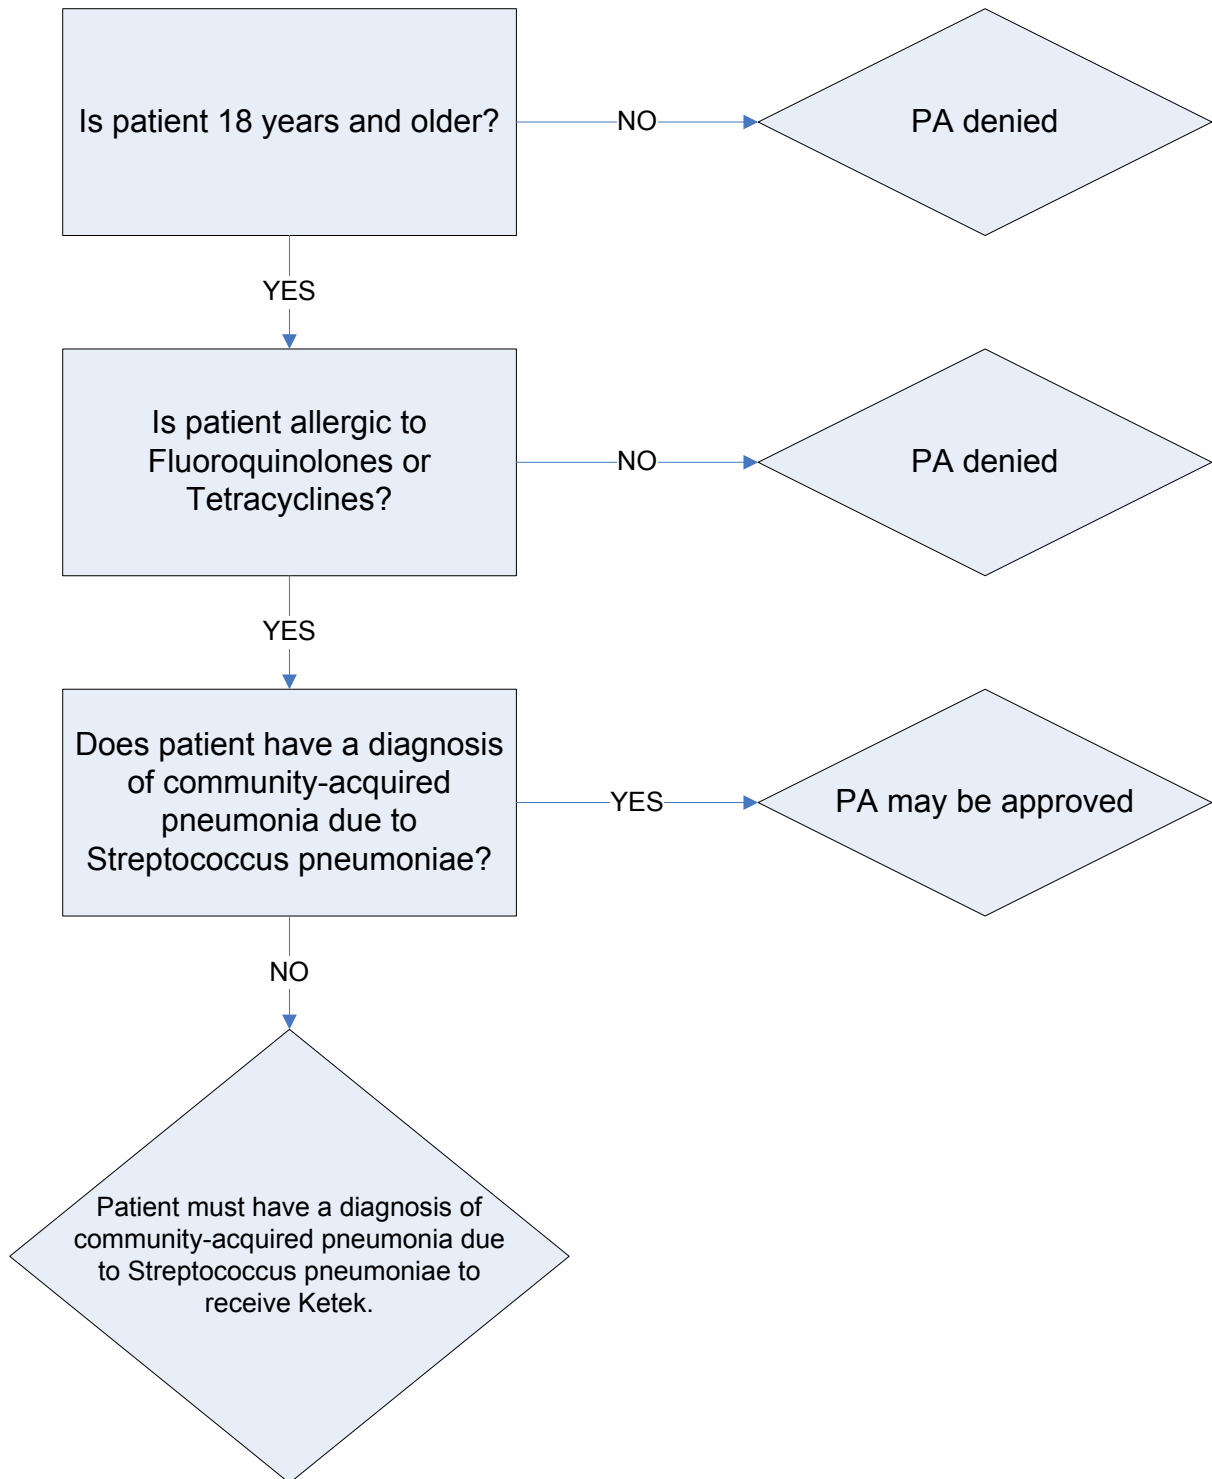 Is patient 18 years and older?
NO
PA denied
YES
Is patient allergic to
Fluoroquinolones or
Tetracyclines?
NO
PA denied
YES
Does patient have a diagnosis
of community-acquired
pneumonia due to
Streptococcus pneumoniae?
YES
PA may be approved
NO
Patient must have a diagnosis of
community-acquired pneumonia due
to Streptococcus pneumoniae to
receive Ketek.